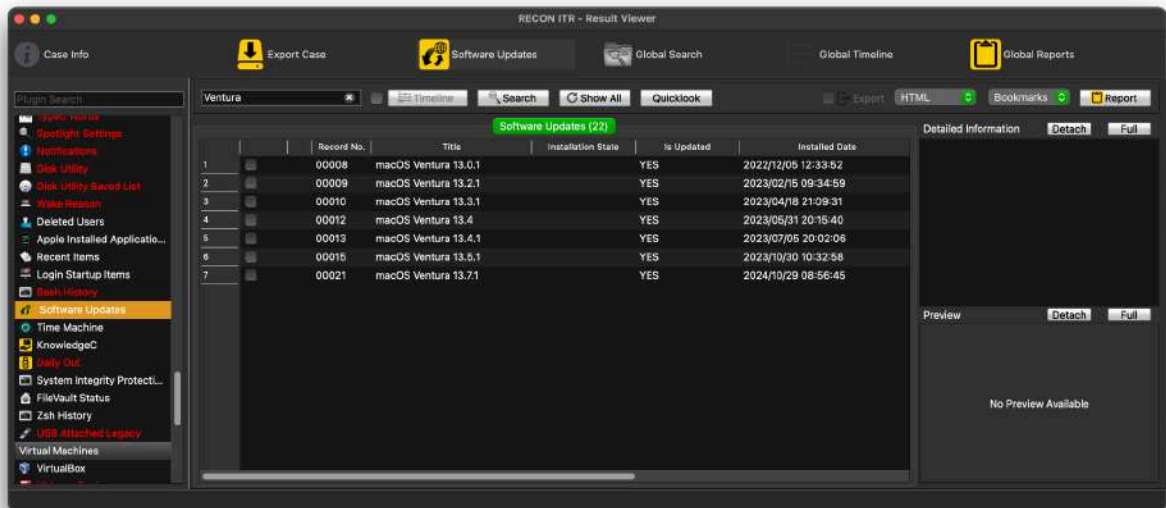 RECON ITR - Result Viewer
Case Info
Export Case
Software Updates
Global Search
Global Timeline
Global Reports
Plugin Search
Ventura
Timeline
Search
Show All
Quicklook
Export
HTML
Bookmarks
Report
Typed Words
Spotlight Settings
Notifications
Disk Utility
Disk Utility Saved List
Wake Reason
Deleted Users
Apple Installed Applicatio...
Recent Items
Login Startup Items
Bash History
Software Updates
Time Machine
KnowledgeC
Daily Out
System Integrity Protecti...
FileVault Status
Zsh History
USB Attached Legacy
Virtual Machines
VirtualBox
Software Updates (22)
Record No. Title Installation State Is Updated Installed Date
1 00008 macOS Ventura 13.0.1 YES 2022/12/05 12:33:52
2 00009 macOS Ventura 13.2.1 YES 2023/02/15 09:34:59
3 00010 macOS Ventura 13.3.1 YES 2023/04/18 21:09:31
4 00012 macOS Ventura 13.4 YES 2023/05/31 20:15:40
5 00013 macOS Ventura 13.4.1 YES 2023/07/05 20:02:06
6 00015 macOS Ventura 13.5.1 YES 2023/10/30 10:32:58
7 00021 macOS Ventura 13.7.1 YES 2024/10/29 08:56:45
Detailed Information Detach Full
Preview Detach Full
No Preview Available